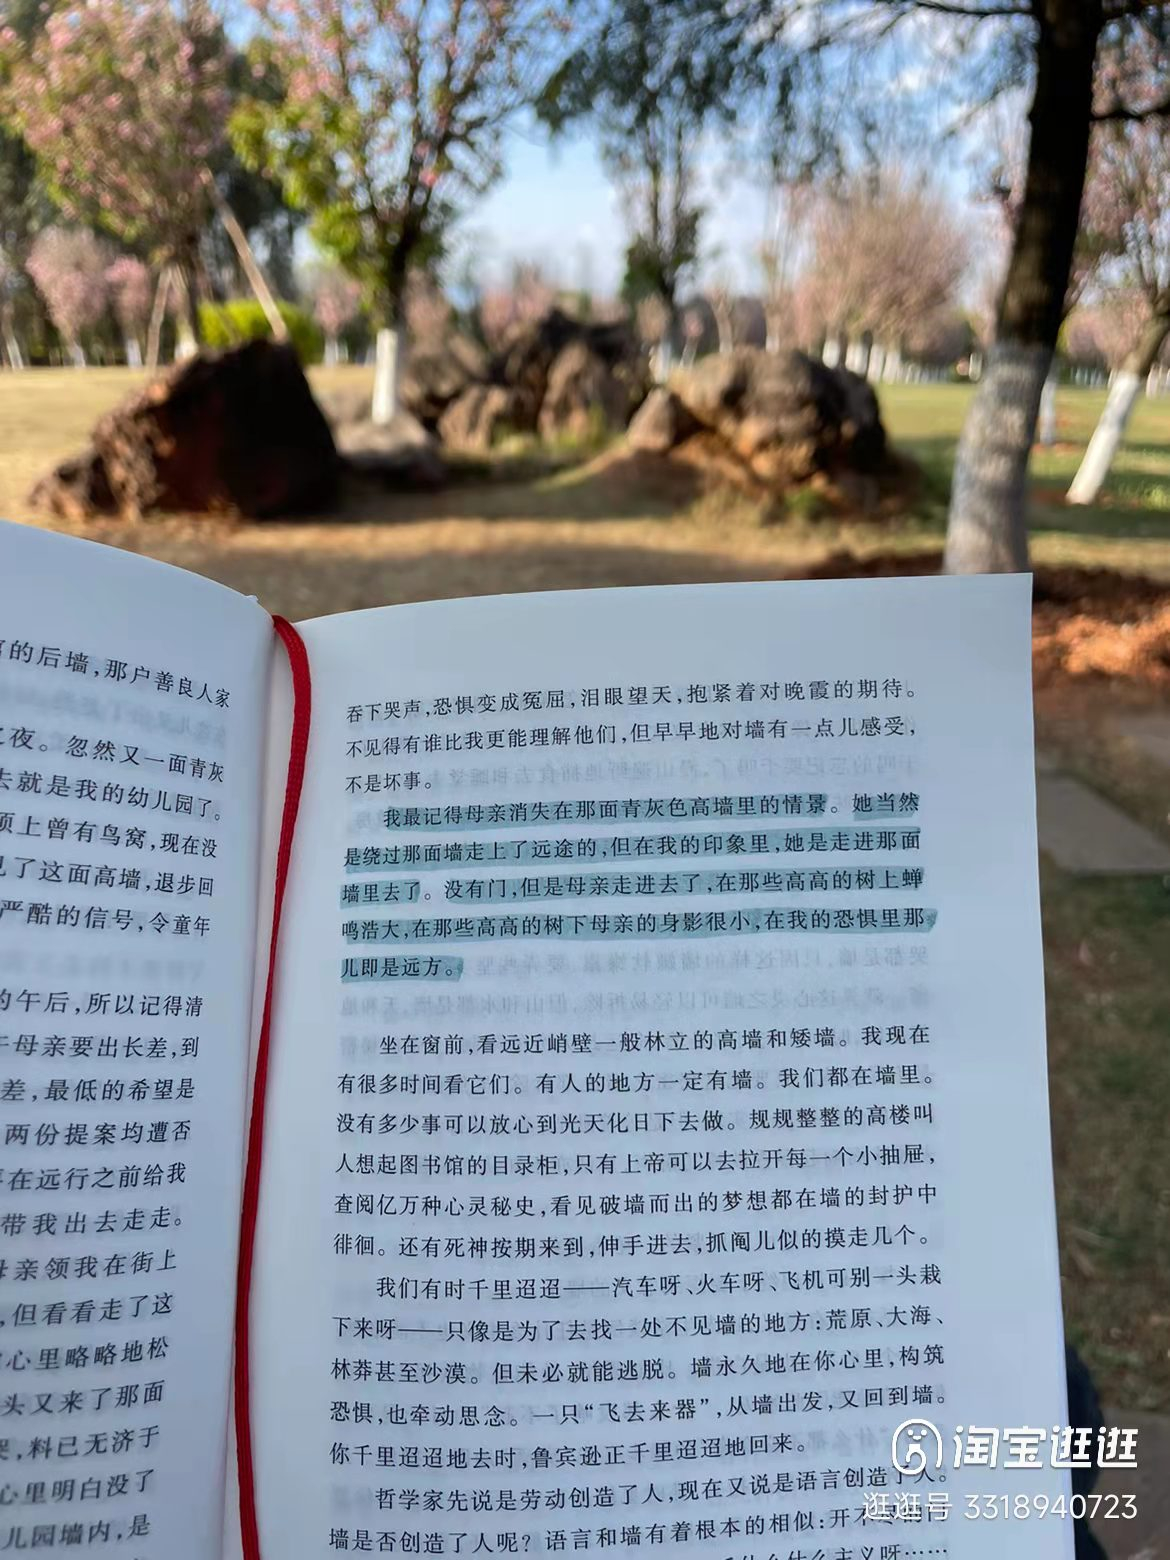 的后墙,那户善良人家
之夜。忽然又一面青灰
去就是我的幼儿园了。
顶上曾有鸟窝,现在没
见了这面高墙,退步回
严酷的信号,令童年
的午后,所以记得清
母亲要出长差,到
差,最低的希望是
两份提案均遭否
在远行之前给我
带我出去走走。
母亲领我在街上
,但看看走了这
心里略略地松
头又来了那面
哭,料已无济于
心里明白没了
儿园墙内,是
吞下哭声,恐惧变成冤屈,泪眼望天,抱紧着对晚霞的期待。
不见得有谁比我更能理解他们,但早早地对墙有一点儿感受,
不是坏事。
我最记得母亲消失在那面青灰色高墙里的情景。她当然
是绕过那面墙走上了远途的,但在我的印象里,她是走进那面
墙里去了。没有门,但是母亲走进去了,在那些高高的树上蝉
鸣浩大,在那些高高的树下母亲的身影很小,在我的恐惧里那
儿即是远方。
坐在窗前,看远近峭壁一般林立的高墙和矮墙。我现在
有很多时间看它们。有人的地方一定有墙。我们都在墙里。
没有多少事可以放心到光天化日下去做。规规整整的高楼叫
人想起图书馆的目录柜,只有上帝可以去拉开每一个小抽屉,
查阅亿万种心灵秘史,看见破墙而出的梦想都在墙的封护中
徘徊。还有死神按期来到,伸手进去,抓阄儿似的摸走几个。
我们有时千里迢迢——汽车呀、火车呀、飞机可别一头栽
下来呀——只像是为了去找一处不见墙的地方:荒原、大海、
林莽甚至沙漠。但未必就能逃脱。墙永久地在你心里,构筑
恐惧,也牵动思念。一只“飞去来器”,从墙出发,又回到墙。
你千里迢迢地去时,鲁宾逊正千里迢迢地回来。
哲学家先说是劳动创造了人,现在又说是语言创造了人。
墙是否创造了人呢?语言和墙有着根本的相似:开不尽的门
什么什么主义呀……
淘宝逛逛
逛逛号 3318940723